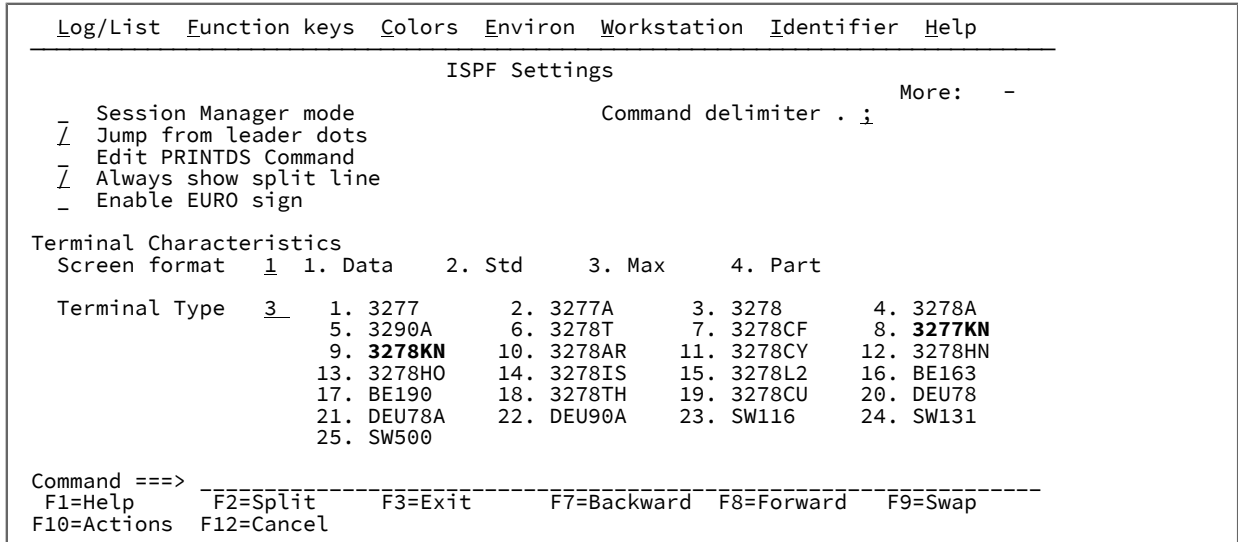 Log/List  Function keys  Colors  Environ  Workstation  Identifier  Help
ISPF Settings
More:   -
_  Session Manager mode                   Command delimiter . ;
/  Jump from leader dots
_  Edit PRINTDS Command
/  Always show split line
_  Enable EURO sign
Terminal Characteristics
Screen format   1  1. Data    2. Std     3. Max     4. Part
Terminal Type   3    1. 3277       2. 3277A      3. 3278       4. 3278A
5. 3290A      6. 3278T      7. 3278CF     8. 3277KN
9. 3278KN    10. 3278AR    11. 3278CY    12. 3278HN
13. 3278HO    14. 3278IS    15. 3278L2    16. BE163
17. BE190     18. 3278TH    19. 3278CU    20. DEU78
21. DEU78A    22. DEU90A    23. SW116     24. SW131
25. SW500
Command ===> _________________________________________________________________
F1=Help      F2=Split     F3=Exit      F7=Backward  F8=Forward   F9=Swap
F10=Actions  F12=Cancel